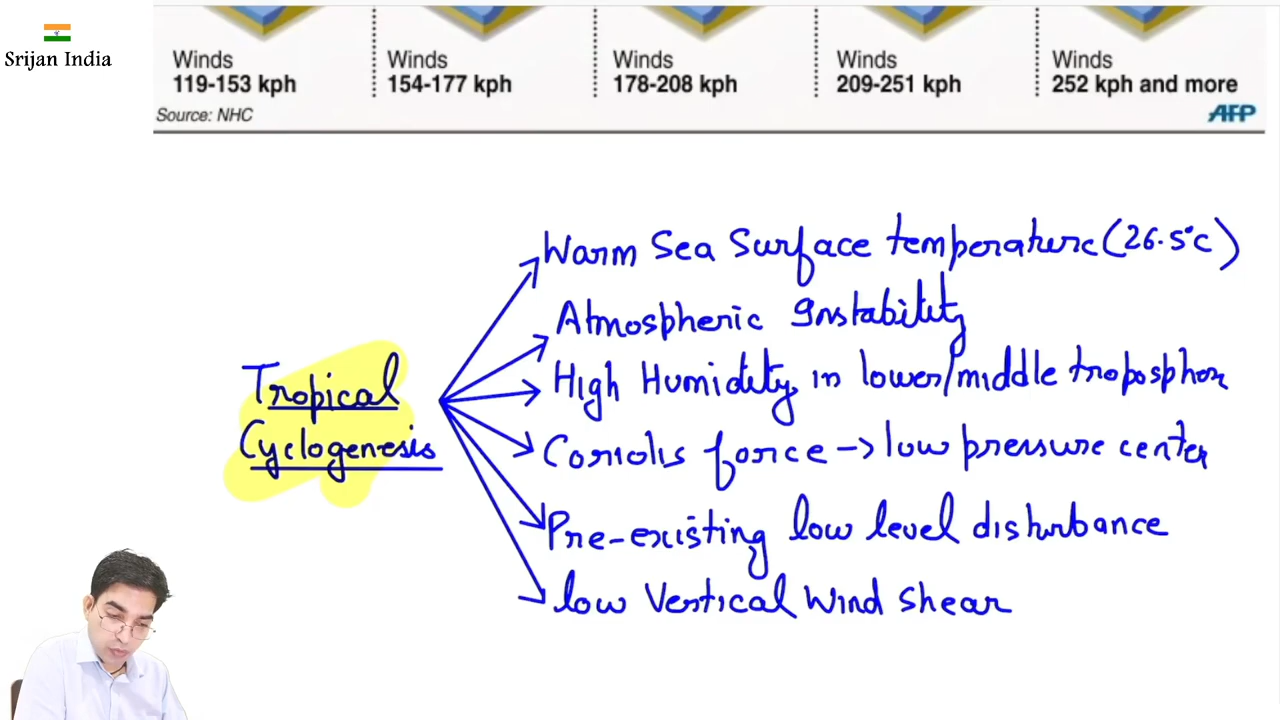 Srijan India
Winds Winds Winds Winds Winds
119-153 kph 154-177 kph 178-208 kph 209-251 kph 252 kph and more
Source: NHC AFP
Warm Sea Surface temperature (26.5°C)
Atmospheric Instability
High Humidity in lower/middle troposphere
Tropical
Cyclogenesis
Coriolis force → low pressure center
Pre-existing low level disturbance
low Vertical Wind shear